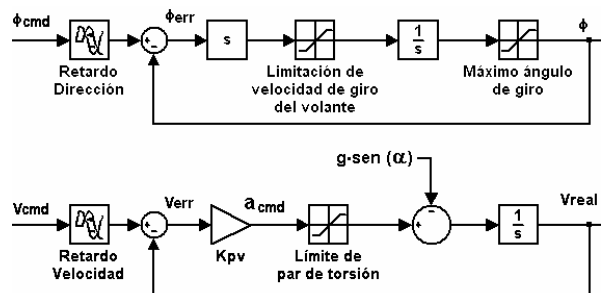 ϕcmd
ϕerr
ϕ
s
1
s
Retardo
Dirección
Limitación de
velocidad de giro
del volante
Máximo ángulo
de giro
g-sen (α)
Vcmd
Verr
a cmd
Vreal
1
s
Retardo
Velocidad
Kpv
Límite de
par de torsión